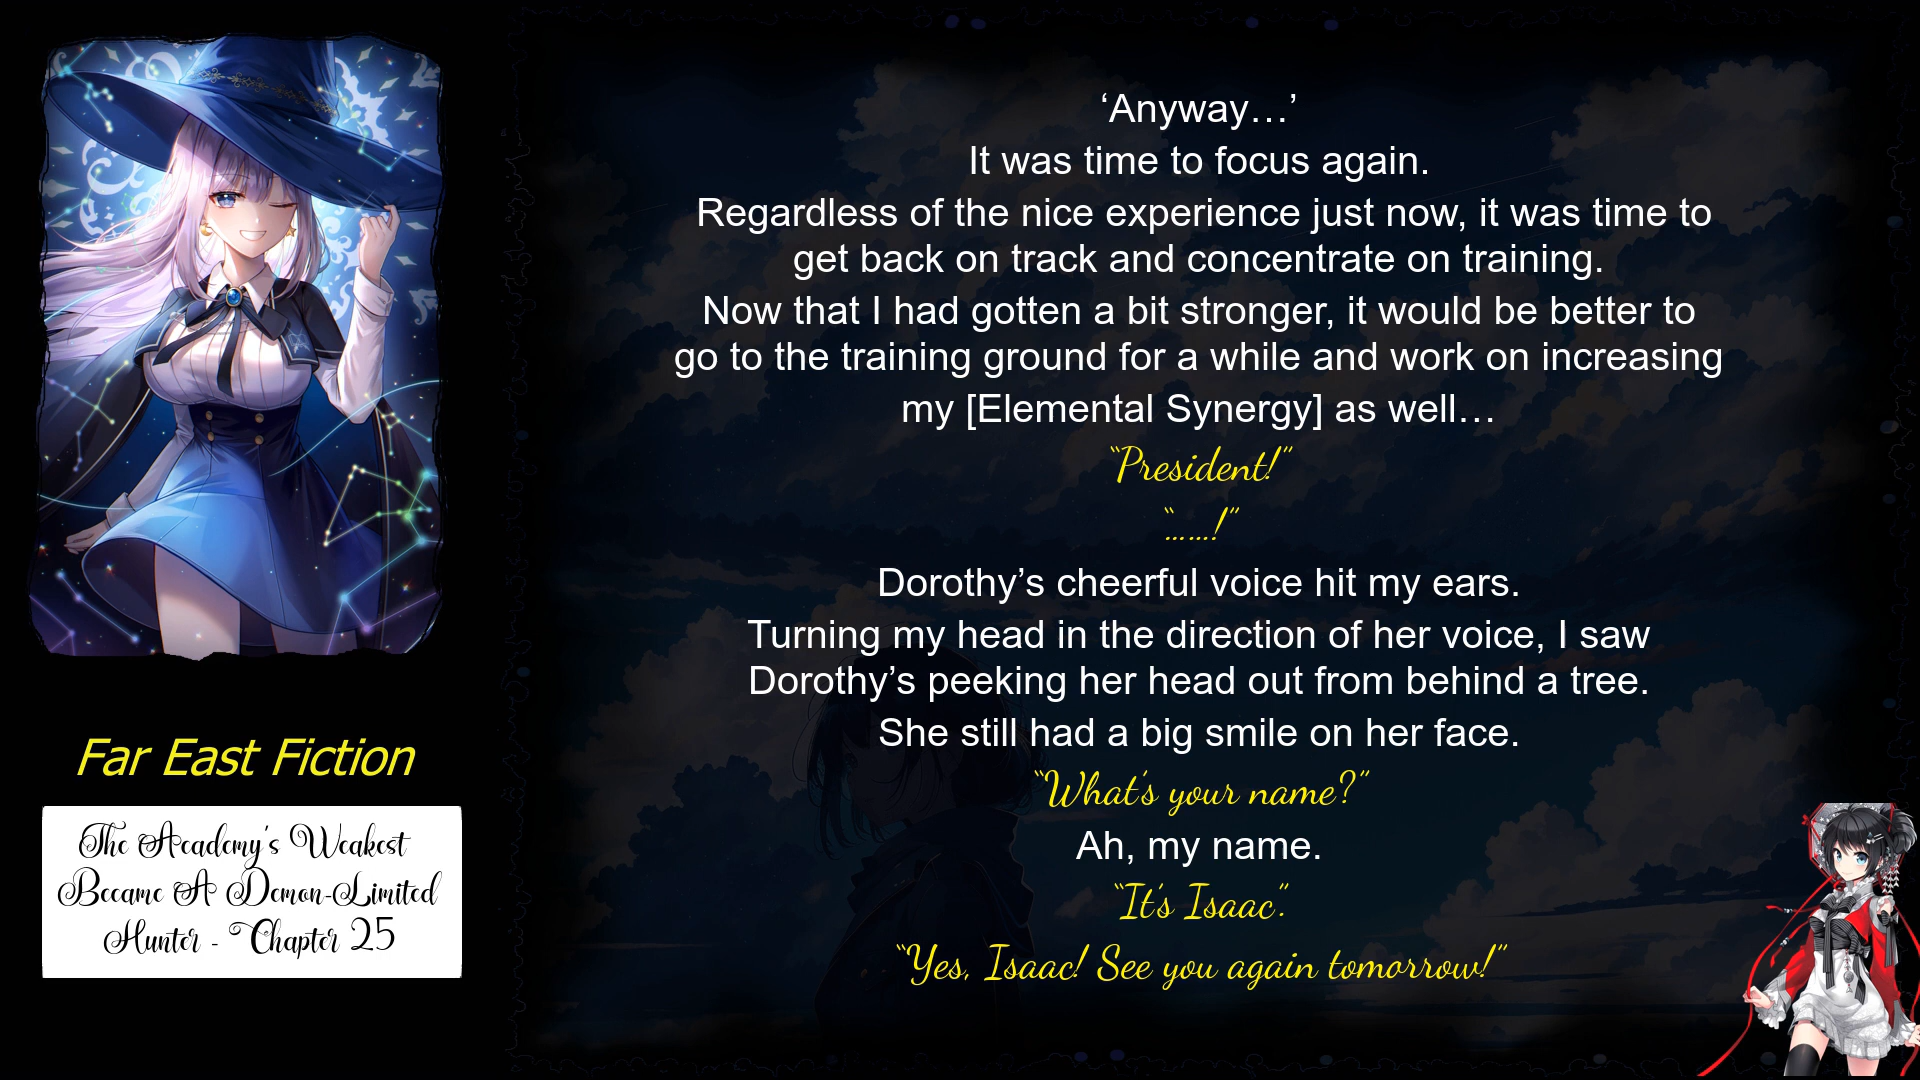 ‘Anyway…’
It was time to focus again.
Regardless of the nice experience just now, it was time to
get back on track and concentrate on training.
Now that I had gotten a bit stronger, it would be better to
go to the training ground for a while and work on increasing
my [Elemental Synergy] as well…
“President!”
“……!”
Dorothy’s cheerful voice hit my ears.
Turning my head in the direction of her voice, I saw
Dorothy’s peeking her head out from behind a tree.
She still had a big smile on her face.
“What’s your name?”
Ah, my name.
“It’s Isaac”.
“Yes, Isaac! See you again tomorrow!”
Far East Fiction
The Academy's Weakest
Became A Demon-Limited
Hunter - Chapter 25